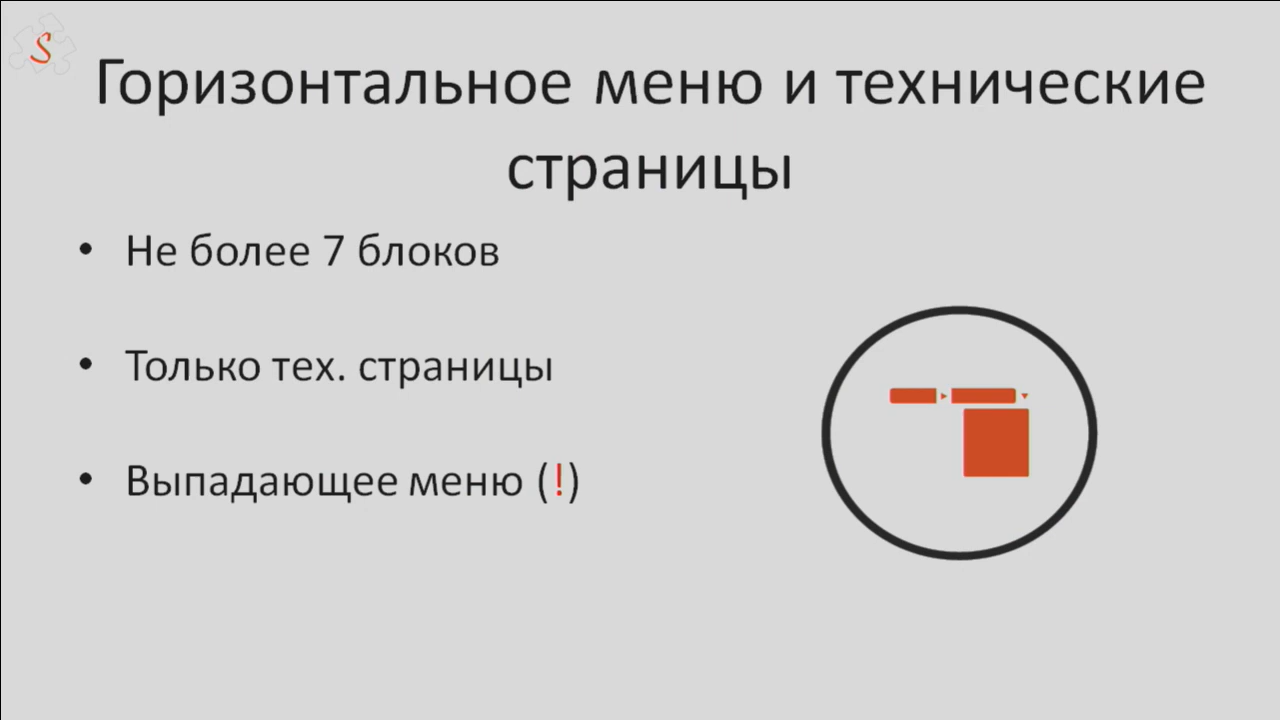 S
Горизонтальное меню и технические
страницы
• Не более 7 блоков
• Только тех. страницы
• Выпадающее меню (!)